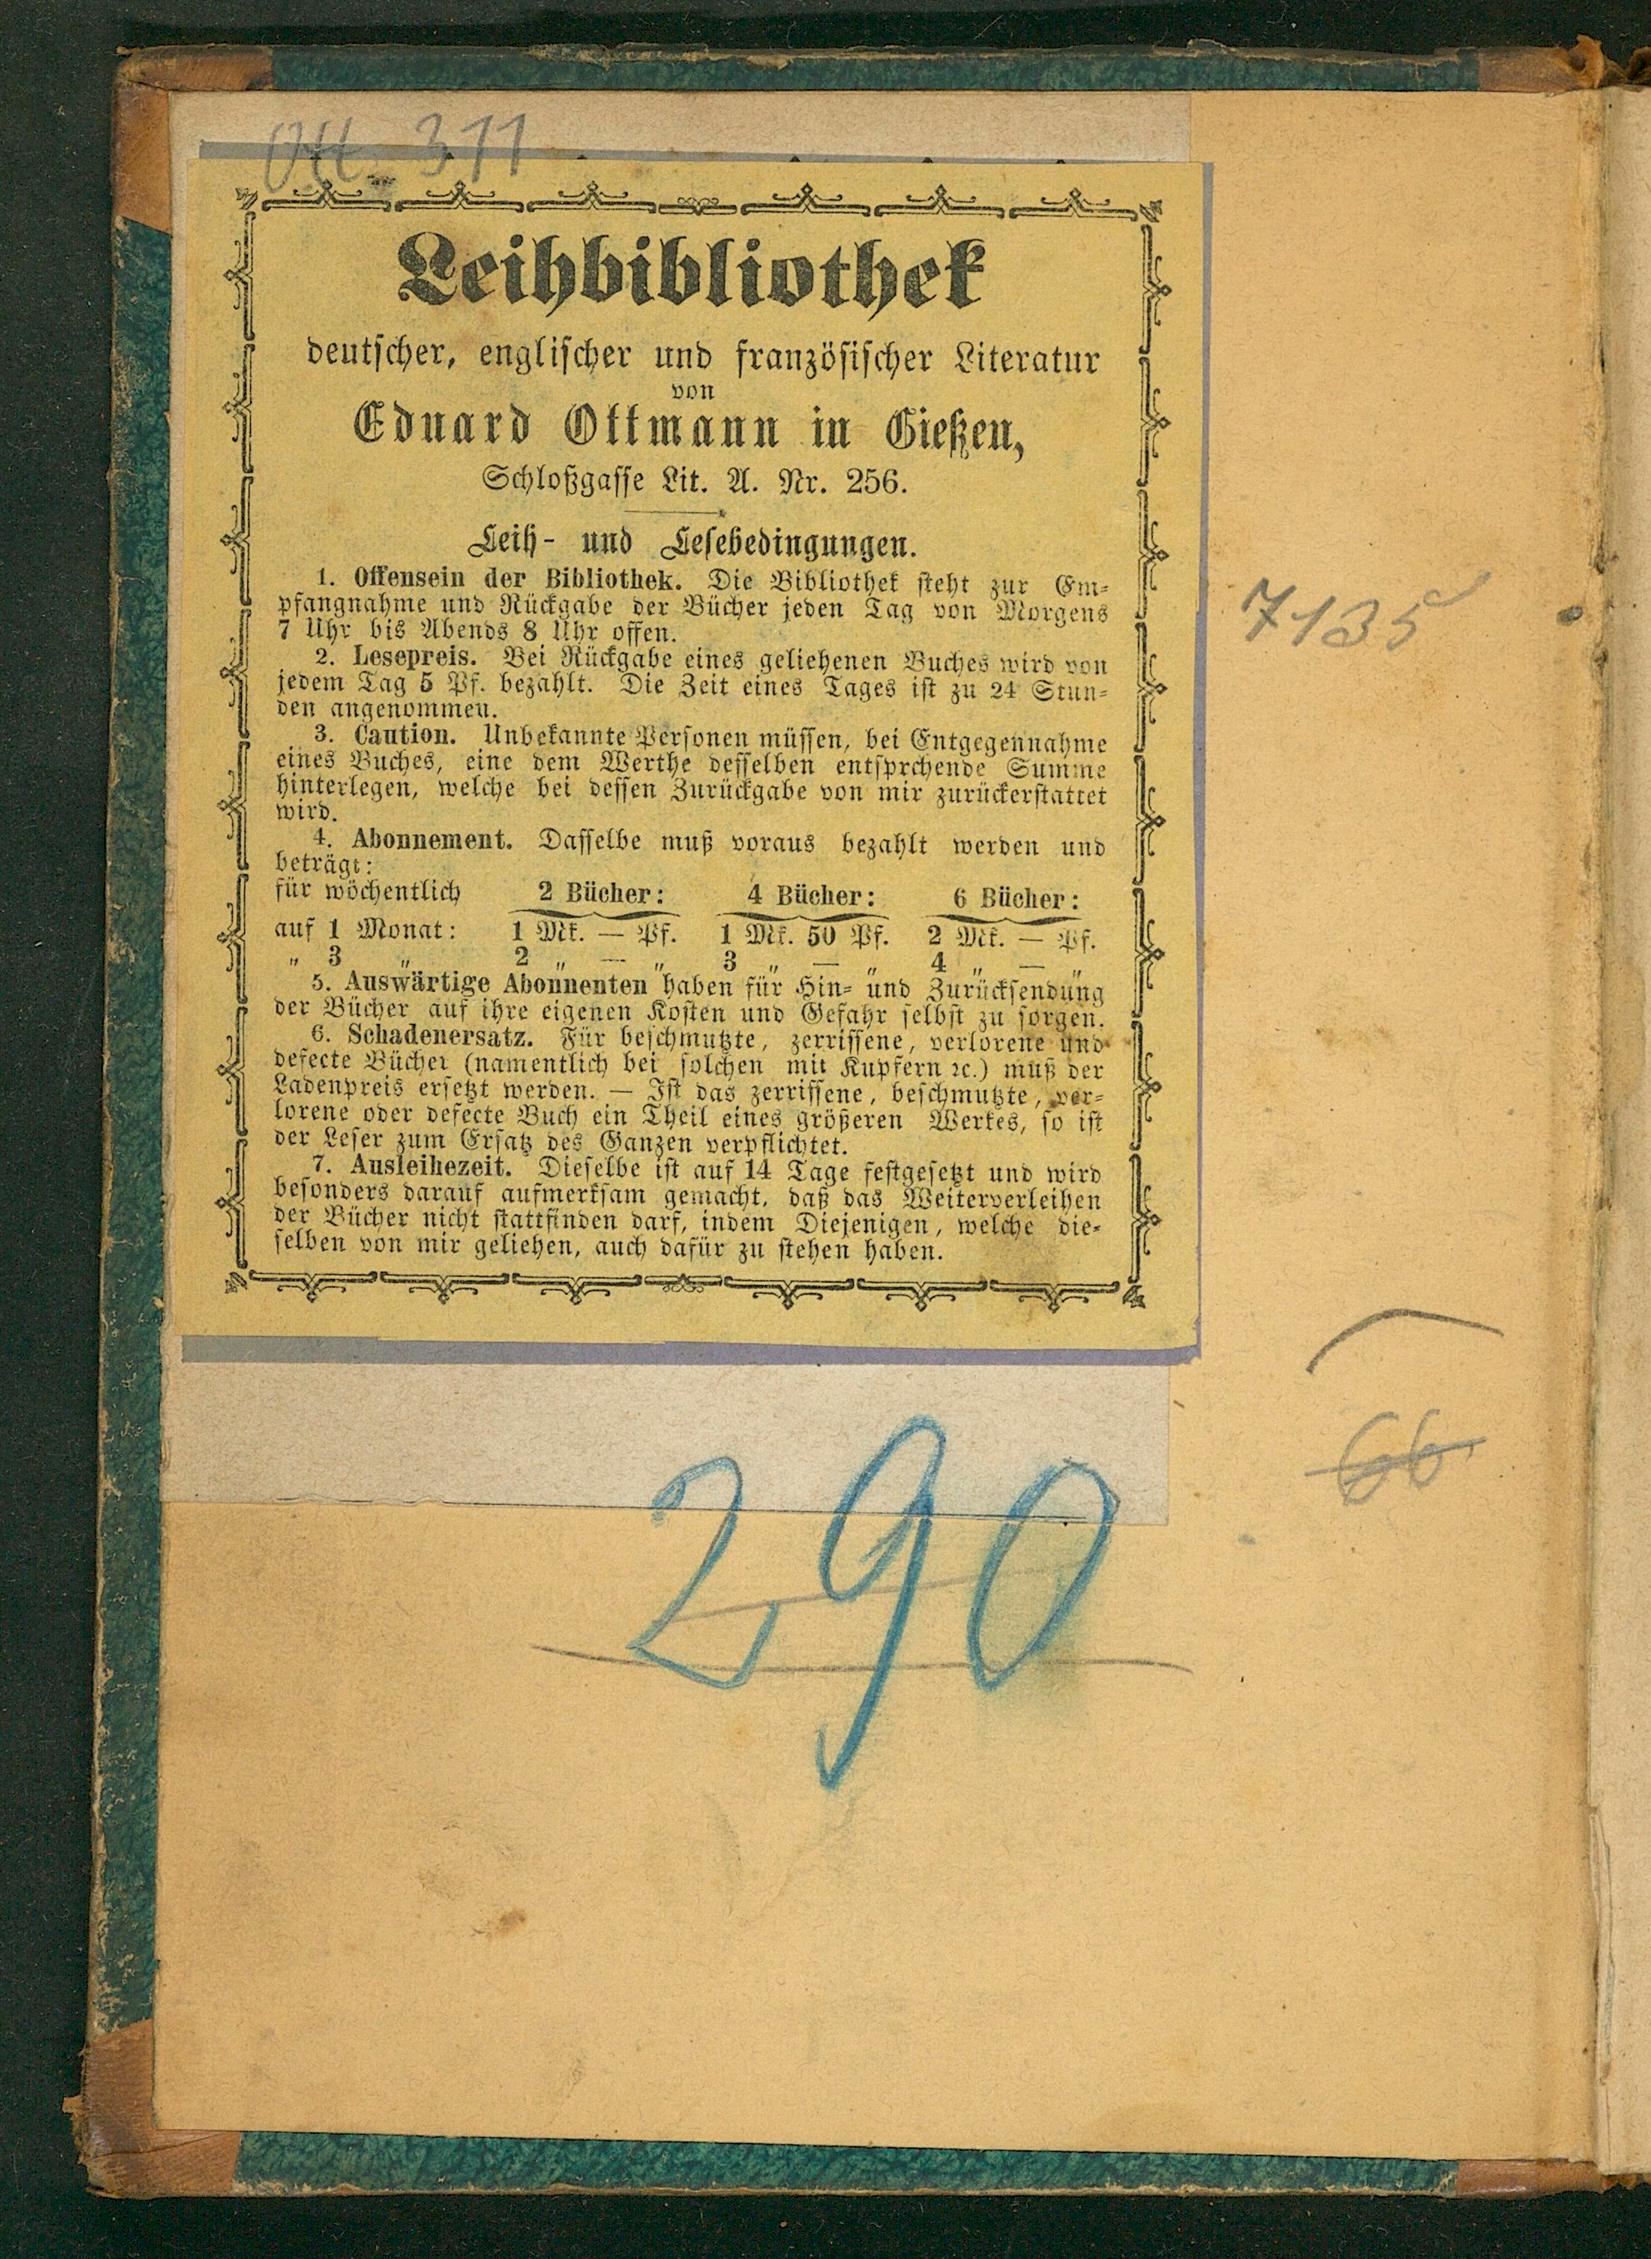 Ott. 311
Leihbibliothek
deutscher, englischer und französischer Literatur
von
Eduard Ottmann in Gießen,
Schloßgasse Lit. A. Nr. 256.
Leih- und Lesebedingungen.
1. Offensein der Bibliothek. Die Bibliothek steht zur Em-
pfangnahme und Rückgabe der Bücher jeden Tag von Morgens
7 Uhr bis Abends 8 Uhr offen.
2. Lesepreis. Bei Rückgabe eines geliehenen Buches wird von
jedem Tag 5 Pf. bezahlt. Die Zeit eines Tages ist zu 24 Stun-
den angenommen.
3. Caution. Unbekannte Personen müssen, bei Entgegennahme
eines Buches, eine dem Werthe desselben entsprchende Summe
hinterlegen, welche bei dessen Zurückgabe von mir zurückerstattet
wird.
4. Abonnement. Dasselbe muß voraus bezahlt werden und
beträgt:
für wöchentlich 2 Bücher: 4 Bücher: 6 Bücher:
auf 1 Monat: 1 Mk. — Pf. 1 Mk. 50 Pf. 2 Mk. — Pf.
„ 3 „ 2 „ — „ 3 „ — „ 4 „ — „
5. Auswärtige Abonnenten haben für Hin- und Zurücksendung
der Bücher auf ihre eigenen Kosten und Gefahr selbst zu sorgen.
6. Schadenersatz. Für beschmutzte, zerrissene, verlorene und
defecte Bücher (namentlich bei solchen mit Kupfern ꝛc.) muß der
Ladenpreis ersetzt werden. — Ist das zerrissene, beschmutzte, ver-
lorene oder defecte Buch ein Theil eines größeren Werkes, so ist
der Leser zum Ersatz des Ganzen verpflichtet.
7. Ausleihezeit. Dieselbe ist auf 14 Tage festgesetzt und wird
besonders darauf aufmerksam gemacht, daß das Weiterverleihen
der Bücher nicht stattfinden darf, indem Diejenigen, welche die-
selben von mir geliehen, auch dafür zu stehen haben.
7135
66
290